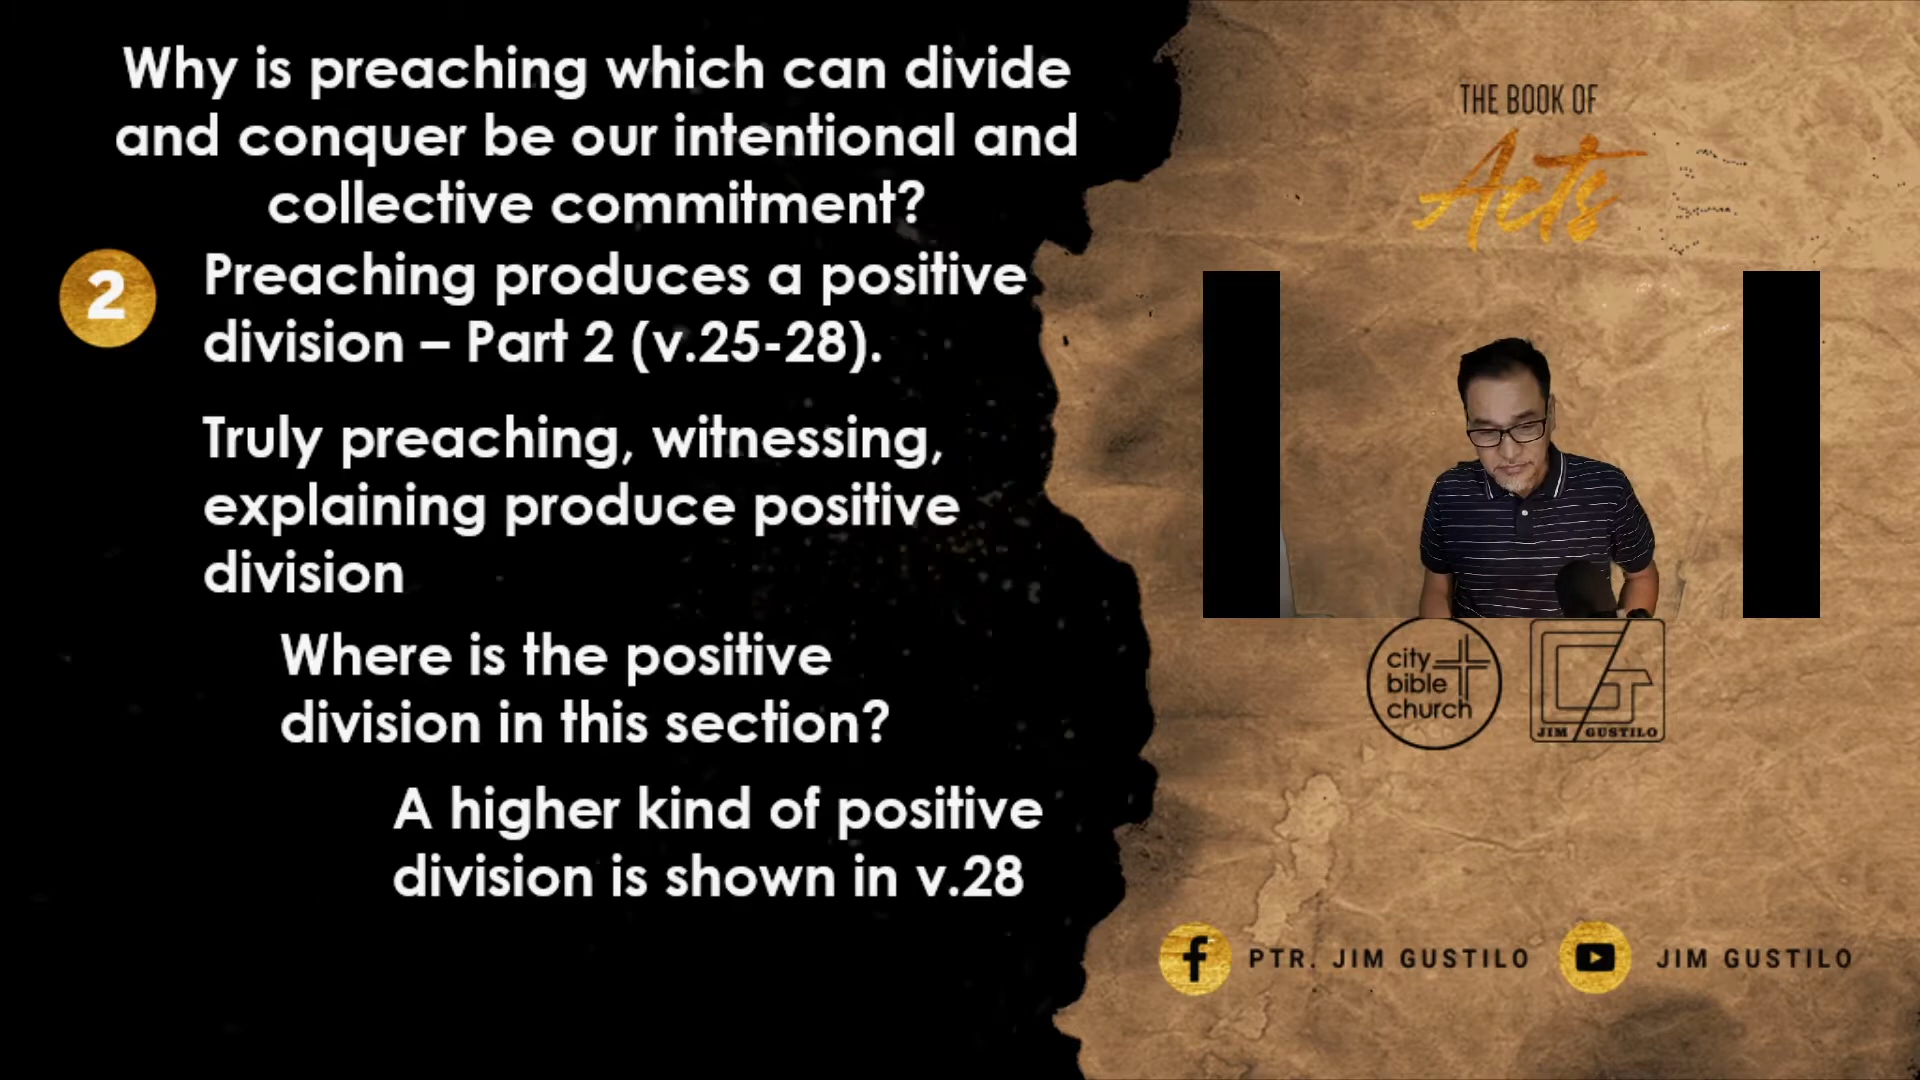 Why is preaching which can divide
and conquer be our intentional and
collective commitment?
2
Preaching produces a positive
division – Part 2 (v.25-28).
Truly preaching, witnessing,
explaining produce positive
division
Where is the positive
division in this section?
A higher kind of positive
division is shown in v.28
THE BOOK OF
Acts
city
bible
church
JIM GUSTILO
PTR. JIM GUSTILO
JIM GUSTILO